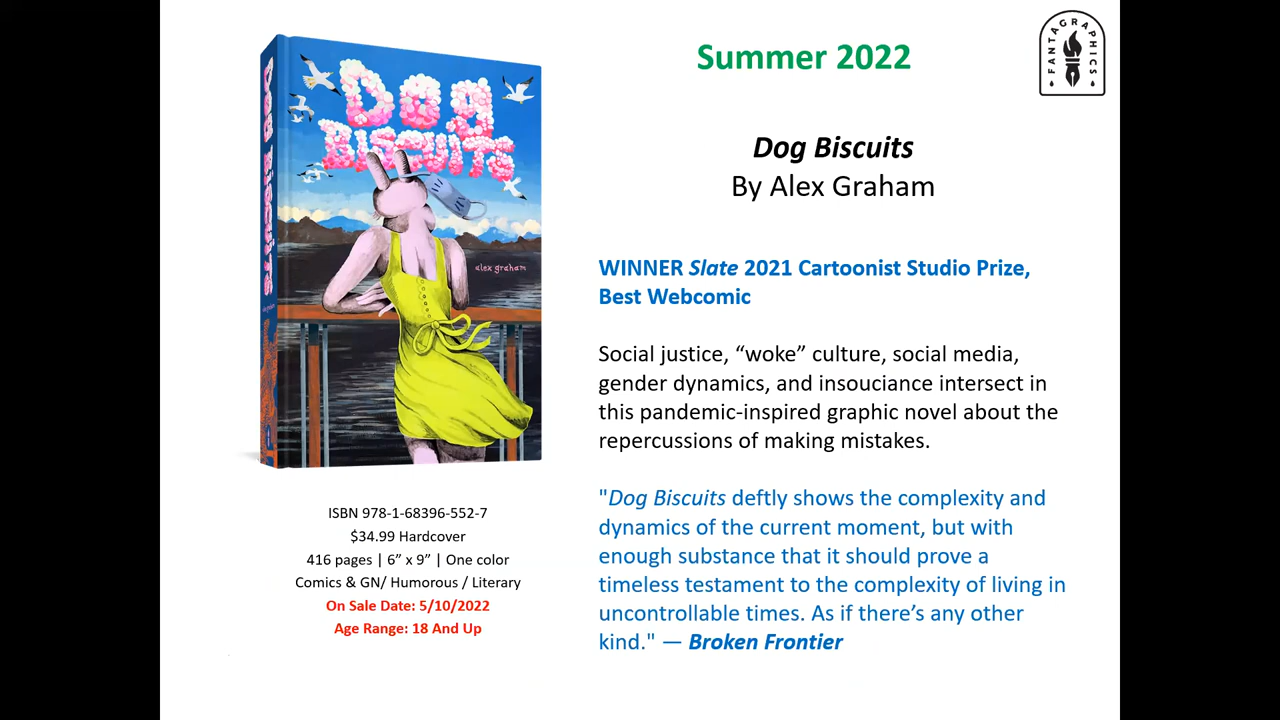 Dog
Biscuits
alex graham
DOG BISCUITS
FANTAGRAPHICS
Summer 2022
Dog Biscuits
By Alex Graham
WINNER Slate 2021 Cartoonist Studio Prize,
Best Webcomic
Social justice, “woke” culture, social media,
gender dynamics, and insouciance intersect in
this pandemic-inspired graphic novel about the
repercussions of making mistakes.
"Dog Biscuits deftly shows the complexity and
dynamics of the current moment, but with
enough substance that it should prove a
timeless testament to the complexity of living in
uncontrollable times. As if there’s any other
kind." — Broken Frontier
ISBN 978-1-68396-552-7
$34.99 Hardcover
416 pages | 6” x 9” | One color
Comics & GN/ Humorous / Literary
On Sale Date: 5/10/2022
Age Range: 18 And Up